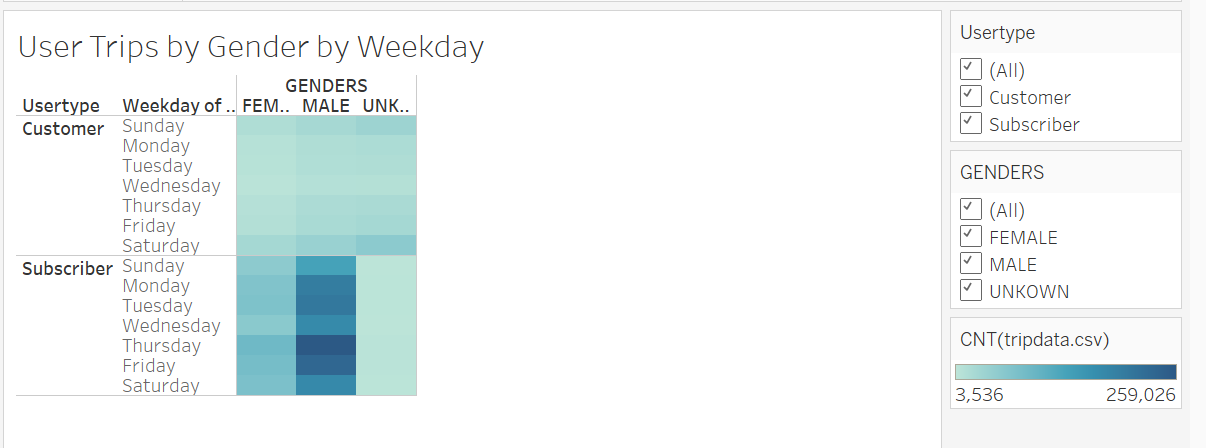 User Trips by Gender by Weekday
GENDERS
Usertype Weekday of .. FEM.. MALE UNK..
Customer Sunday
Monday
Tuesday
Wednesday
Thursday
Friday
Saturday
Subscriber Sunday
Monday
Tuesday
Wednesday
Thursday
Friday
Saturday
Usertype
(All)
Customer
Subscriber
GENDERS
(All)
FEMALE
MALE
UNKOWN
CNT(tripdata.csv)
3,536 259,026